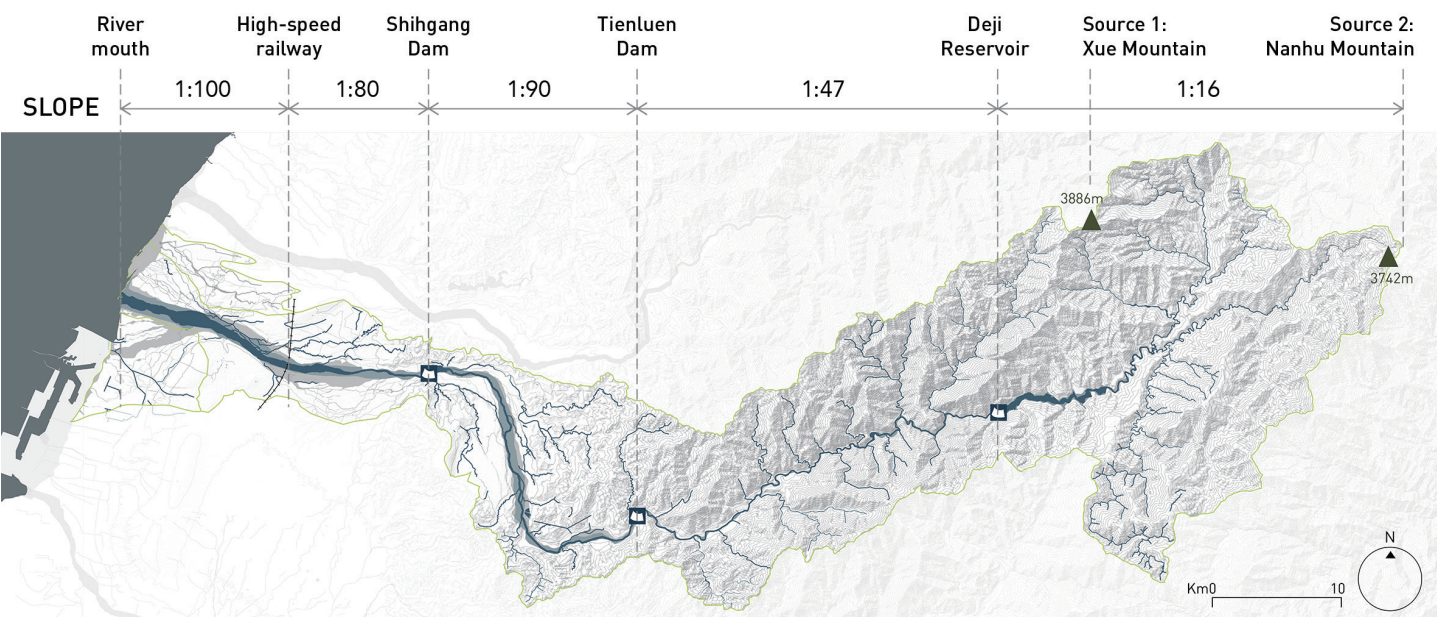 River
mouth
High-speed
railway
Shihgang
Dam
Tienluen
Dam
Deji
Reservoir
Source 1:
Xue Mountain
Source 2:
Nanhu Mountain
SLOPE
1:100
1:80
1:90
1:47
1:16
3886m
3742m
N
Km0
10